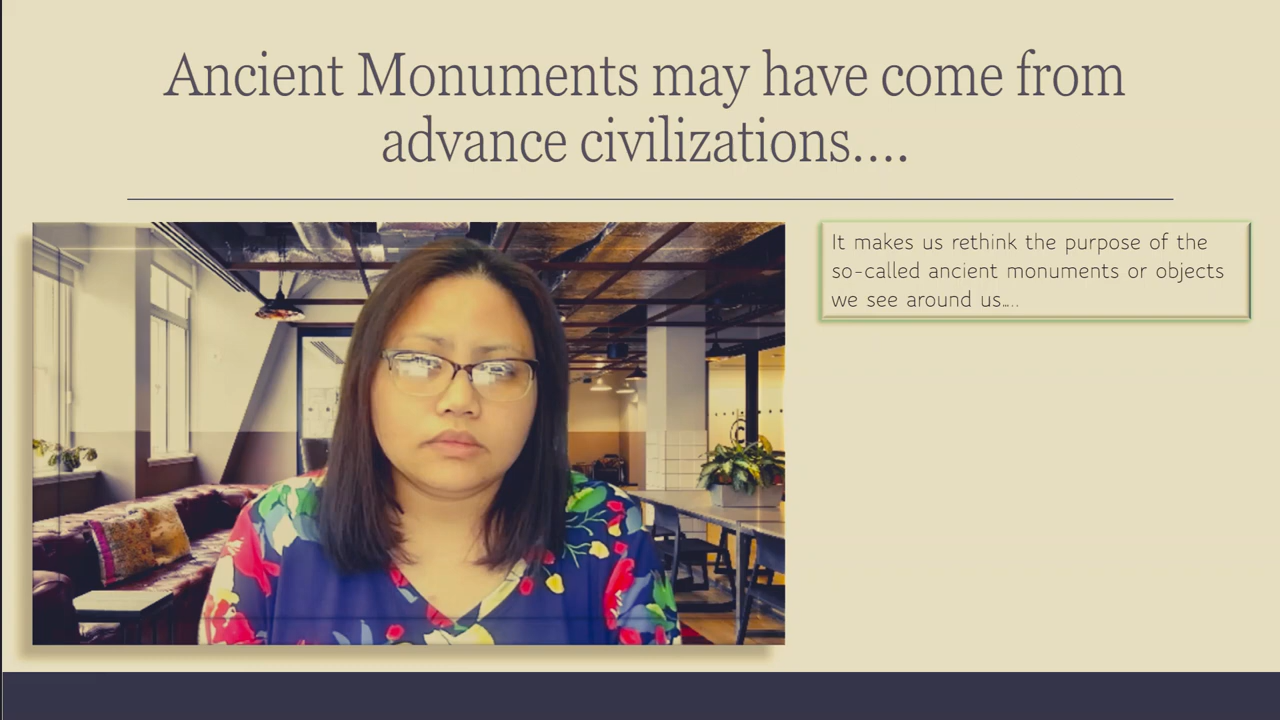 Ancient Monuments may have come from
advance civilizations....
It makes us rethink the purpose of the
so-called ancient monuments or objects
we see around us.....